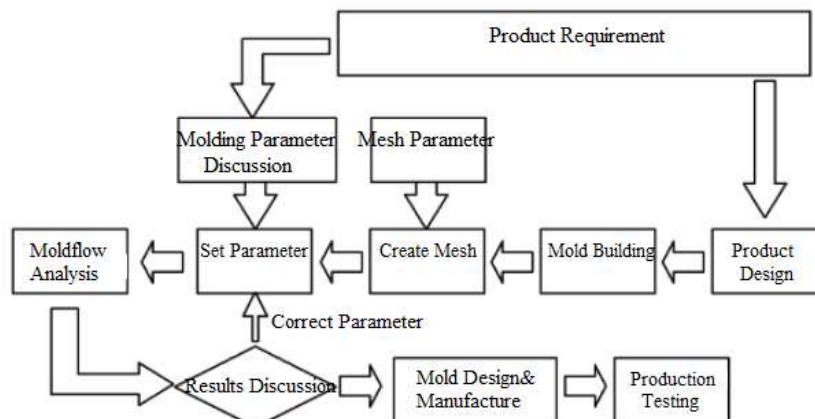 Product Requirement
Molding Parameter
Discussion
Mesh Parameter
Moldflow
Analysis
Set Parameter
Create Mesh
Mold Building
Product
Design
Correct Parameter
Results Discussion
Mold Design&
Manufacture
Production
Testing